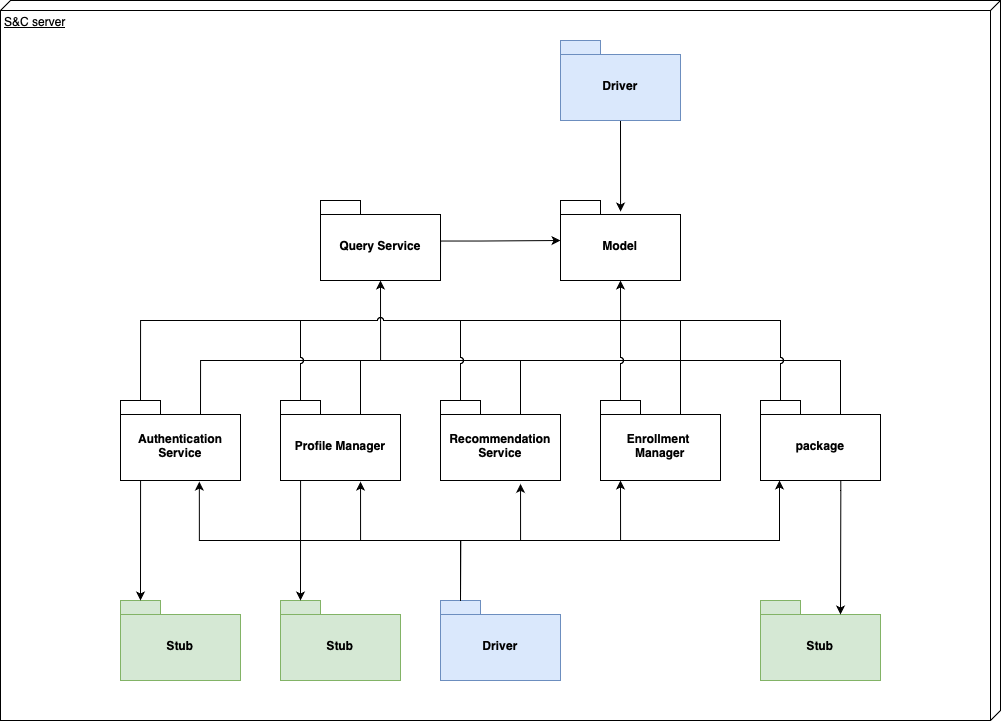 S&C server
Driver
Query Service
Model
Authentication
Service
Profile Manager
Recommendation
Service
Enrollment
Manager
package
Stub
Stub
Driver
Stub